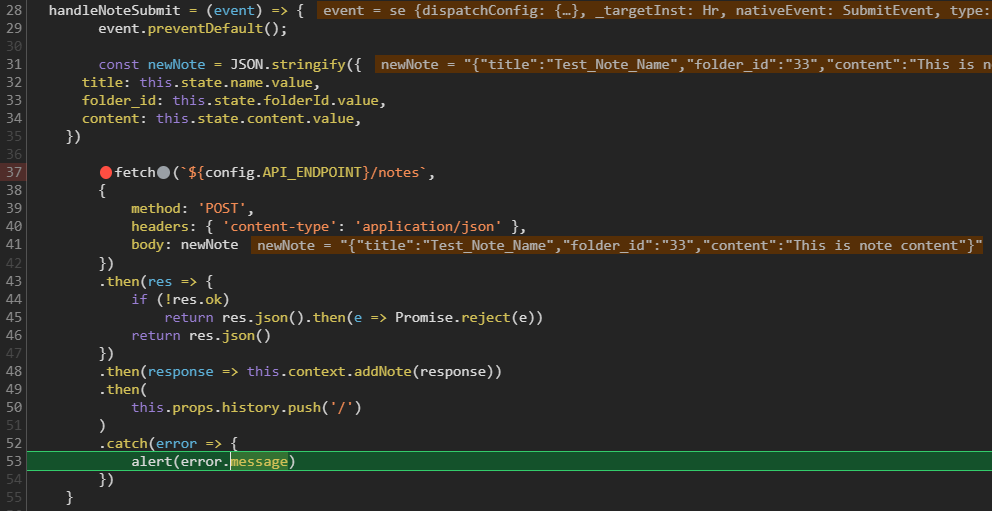 28 handleNoteSubmit = (event) => { event = se {dispatchConfig: {…}, _targetInst: Hr, nativeEvent: SubmitEvent, type:
29 event.preventDefault();
30
31 const newNote = JSON.stringify({ newNote = "{"title":"Test_Note_Name","folder_id":"33","content":"This is no
32 title: this.state.name.value,
33 folder_id: this.state.folderId.value,
34 content: this.state.content.value,
35 })
36
37 fetch(`${config.API_ENDPOINT}/notes`,
38 {
39 method: 'POST',
40 headers: { 'content-type': 'application/json' },
41 body: newNote newNote = "{"title":"Test_Note_Name","folder_id":"33","content":"This is note content"}"
42 })
43 .then(res => {
44 if (!res.ok)
45 return res.json().then(e => Promise.reject(e))
46 return res.json()
47 })
48 .then(response => this.context.addNote(response))
49 .then(
50 this.props.history.push('/')
51 )
52 .catch(error => {
53 alert(error.message)
54 })
55 }